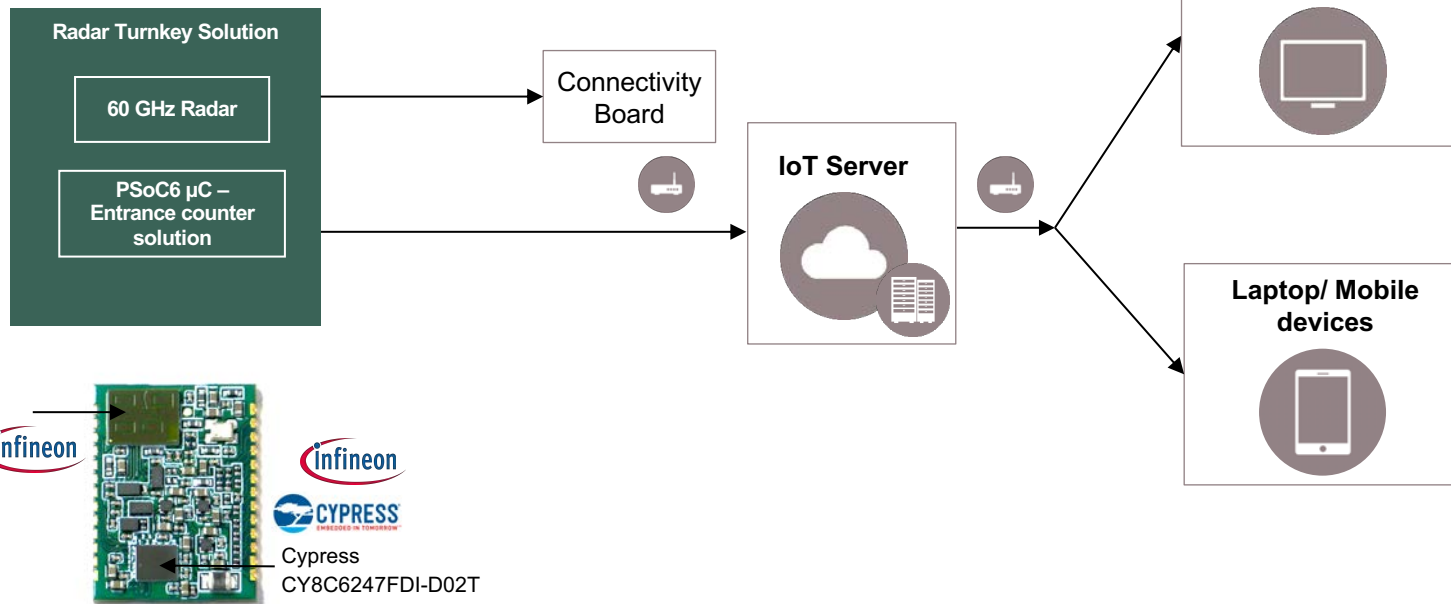 Radar Turnkey Solution
60 GHz Radar
PSoC6 µC –
Entrance counter
solution
Connectivity
Board
IoT Server
Laptop/ Mobile
devices
infineon
infineon
CYPRESS
EMBEDDED IN TOMORROW™
Cypress
CY8C6247FDI-D02T